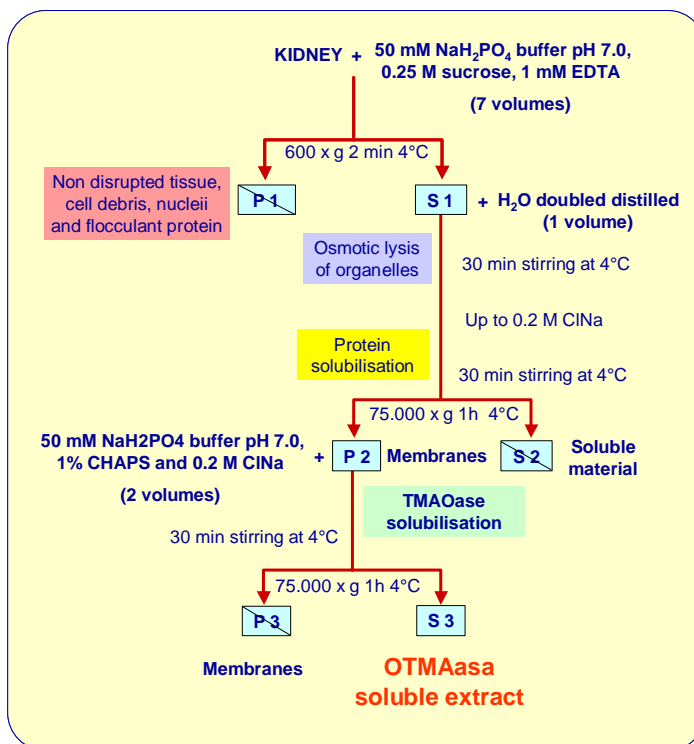 KIDNEY + 50 mM NaH₂PO₄ buffer pH 7.0,
0.25 M sucrose, 1 mM EDTA
(7 volumes)
600 x g 2 min 4°C
Non disrupted tissue,
cell debris, nucleii
and flocculant protein
P 1
S 1 + H₂O doubled distilled
(1 volume)
Osmotic lysis
of organelles
30 min stirring at 4°C
Up to 0.2 M ClNa
Protein
solubilisation
30 min stirring at 4°C
75.000 x g 1h 4°C
50 mM NaH2PO4 buffer pH 7.0,
1% CHAPS and 0.2 M ClNa
(2 volumes)
+ P 2 Membranes
S 2 Soluble
material
TMAOase
solubilisation
30 min stirring at 4°C
75.000 x g 1h 4°C
P 3
S 3
Membranes
OTMAasa
soluble extract